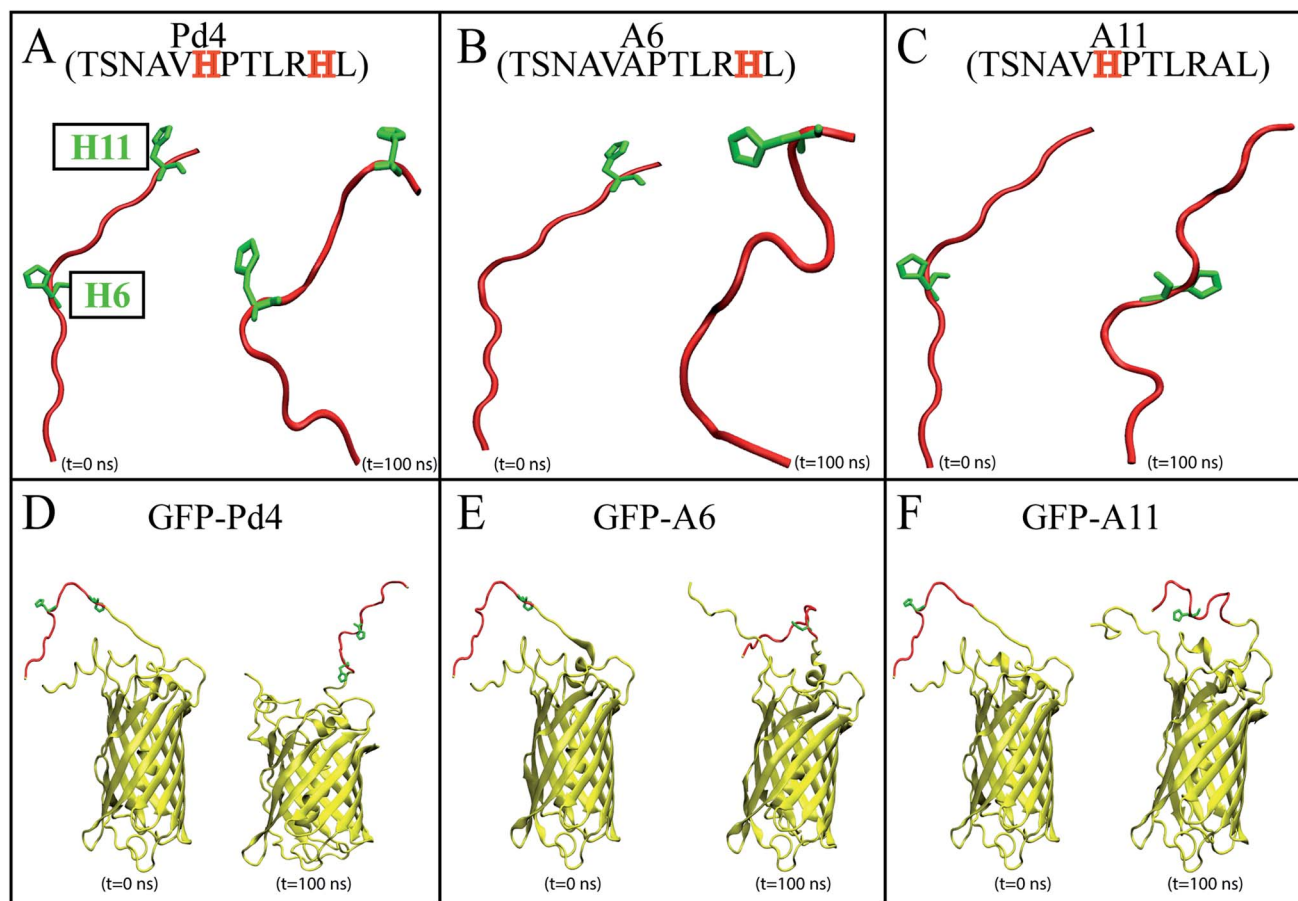 A
Pd4
(TSNAVHPTLRHL)
H11
H6
(t=0 ns)
(t=100 ns)
B
A6
(TSNAVAPTLRHL)
(t=0 ns)
(t=100 ns)
C
A11
(TSNAVHPTLRAL)
(t=0 ns)
(t=100 ns)
D
GFP-Pd4
(t=0 ns)
(t=100 ns)
E
GFP-A6
(t=0 ns)
(t=100 ns)
F
GFP-A11
(t=0 ns)
(t=100 ns)